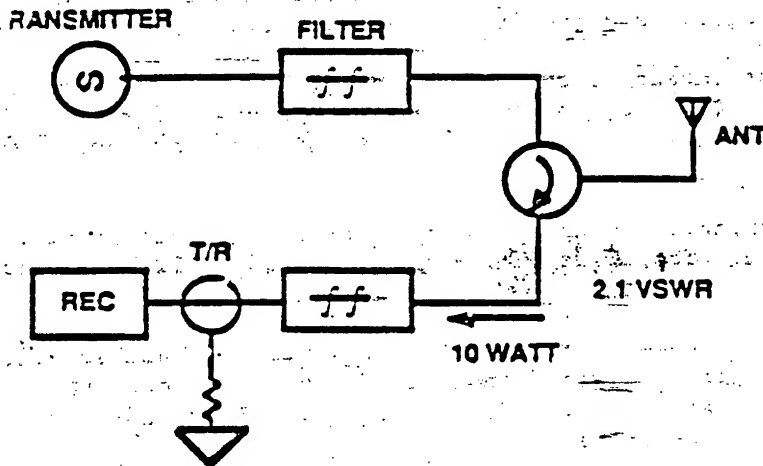 RANSMITTER
FILTER
S
ANT
T/R
REC
2.1 VSWR
10 WATT